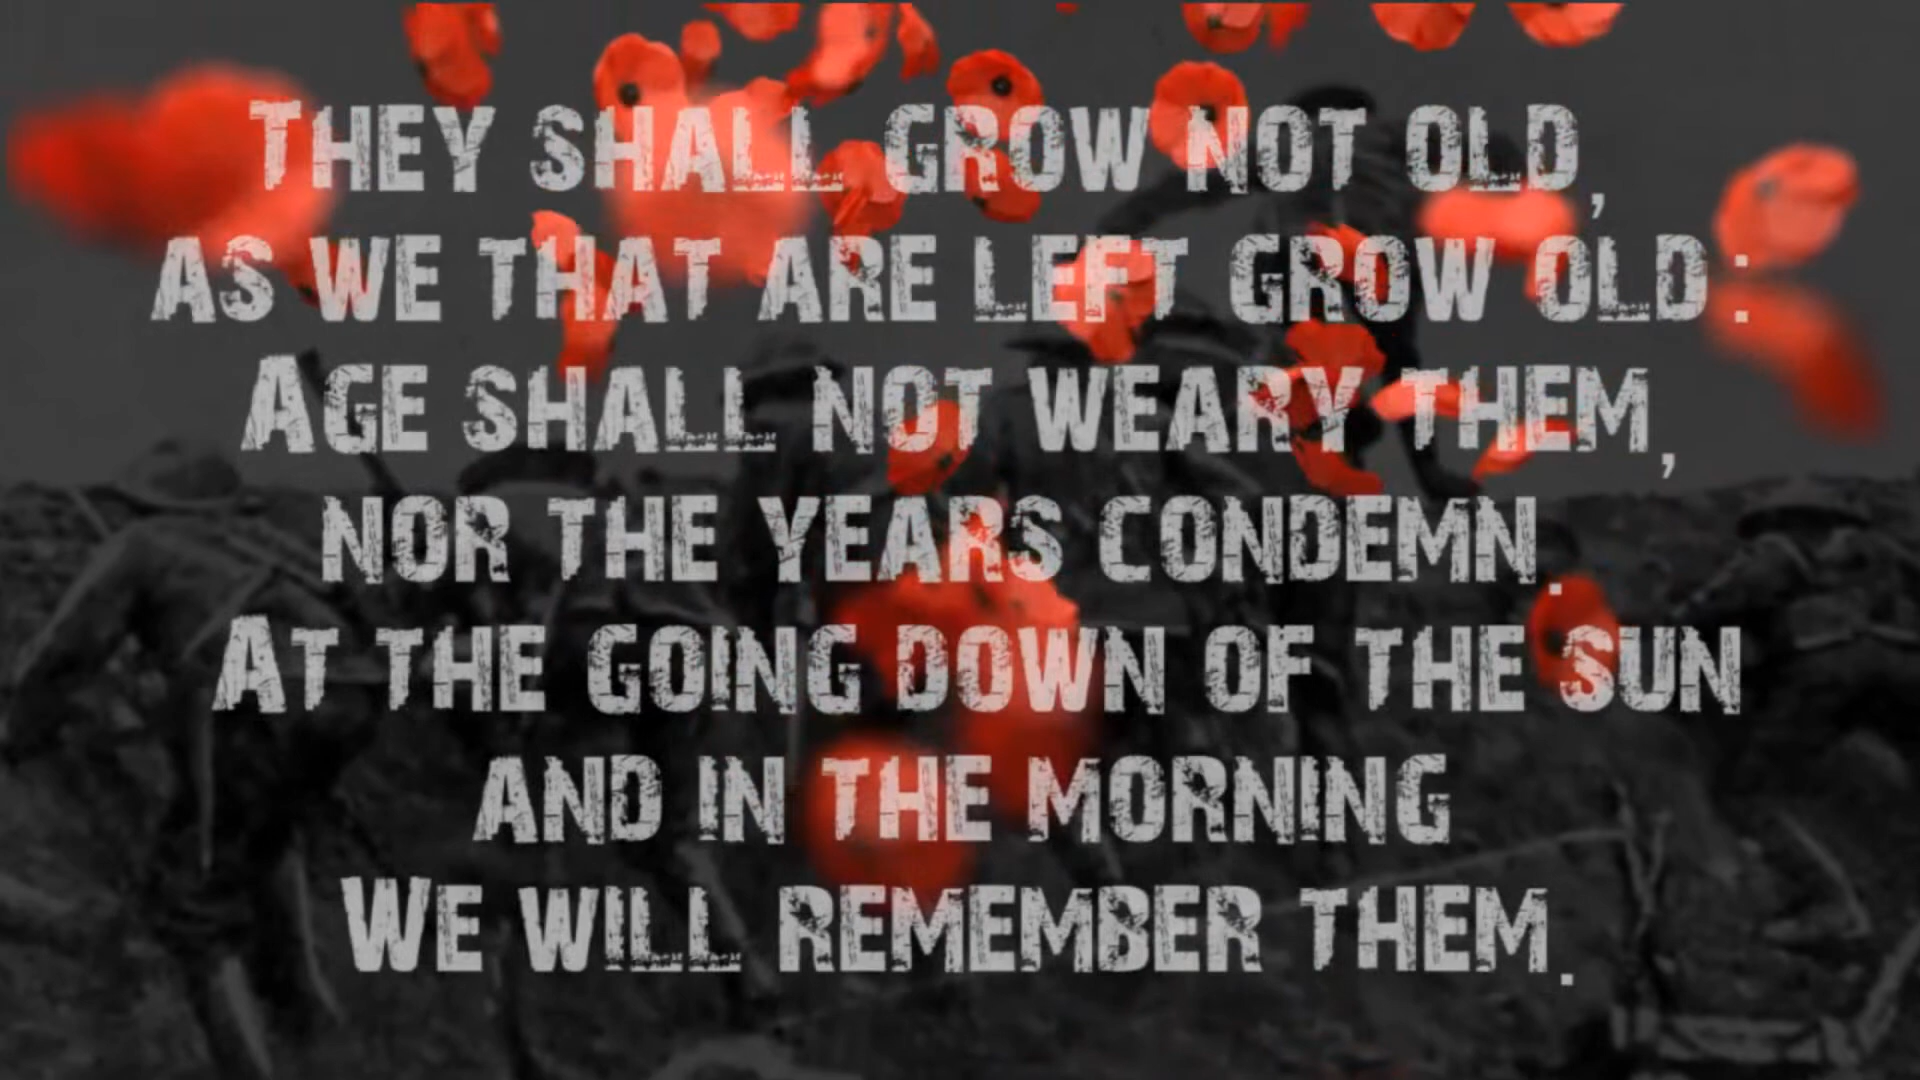 They shall grow not old,
as we that are left grow old:
Age shall not weary them,
nor the years condemn.
At the going down of the sun
and in the morning
We will remember them.